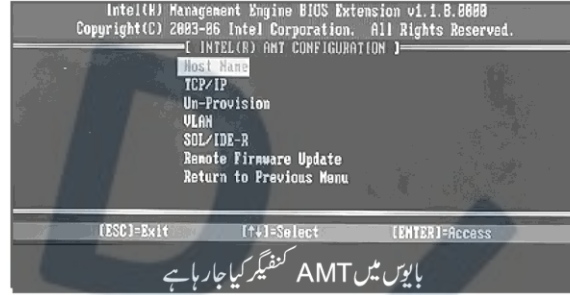 Intel(R) Management Engine BIOS Extension v1.1.8.0000
Copyright(C) 2003-06 Intel Corporation. All Rights Reserved.
[ INTEL(R) AMT CONFIGURATION ]
Host Name
TCP/IP
Un-Provision
VLAN
SOL/IDE-R
Remote Firmware Update
Return to Previous Menu
[ESC]=Exit [↑↓]=Select [ENTER]=Access
بایوس میں AMT کنفیگر کیا جا رہا ہے